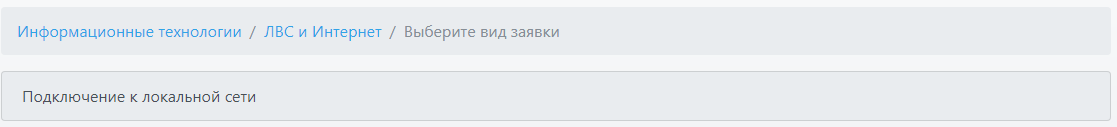 Информационные технологии / ЛВС и Интернет / Выберите вид заявки
Подключение к локальной сети